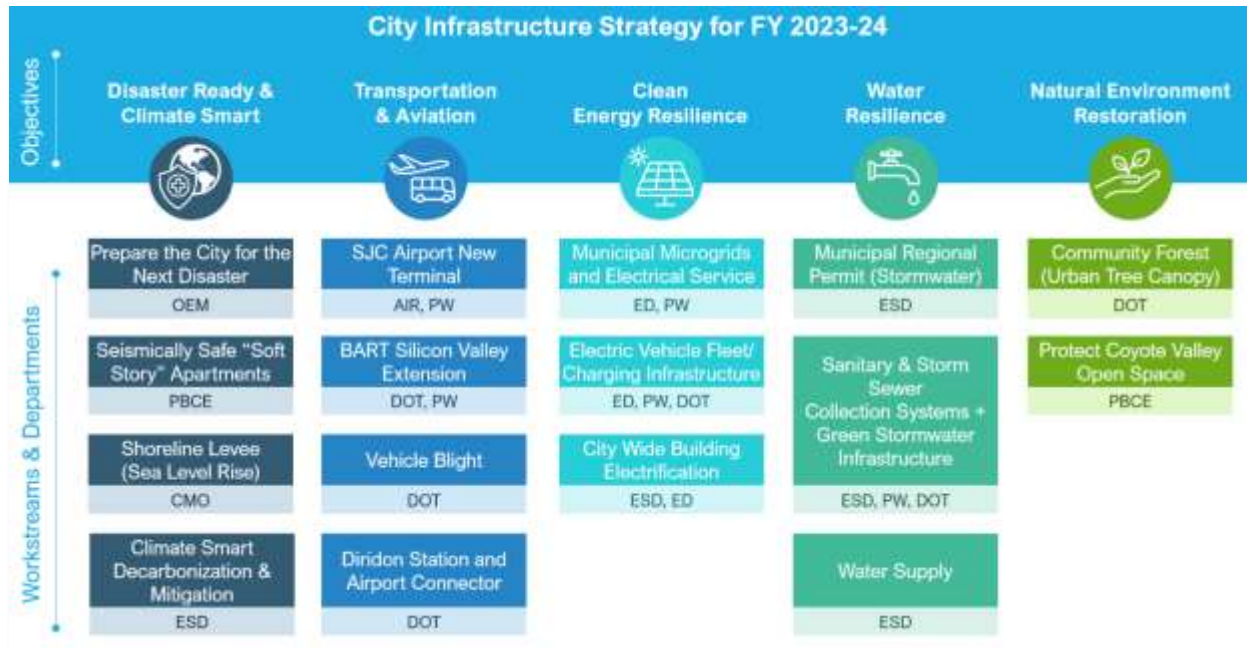 City Infrastructure Strategy for FY 2023-24
Objectives
Disaster Ready &
Climate Smart
Transportation
& Aviation
Clean
Energy Resilience
Water
Resilience
Natural Environment
Restoration
Workstreams & Departments
Prepare the City for the
Next Disaster
OEM
Seismically Safe “Soft
Story” Apartments
PBCE
Shoreline Levee
(Sea Level Rise)
CMO
Climate Smart
Decarbonization &
Mitigation
ESD
SJC Airport New
Terminal
AIR, PW
BART Silicon Valley
Extension
DOT, PW
Vehicle Blight
DOT
Diridon Station and
Airport Connector
DOT
Municipal Microgrids
and Electrical Service
ED, PW
Electric Vehicle Fleet/
Charging Infrastructure
ED, PW, DOT
City Wide Building
Electrification
ESD, ED
Municipal Regional
Permit (Stormwater)
ESD
Sanitary & Storm
Sewer
Collection Systems +
Green Stormwater
Infrastructure
ESD, PW, DOT
Water Supply
ESD
Community Forest
(Urban Tree Canopy)
DOT
Protect Coyote Valley
Open Space
PBCE